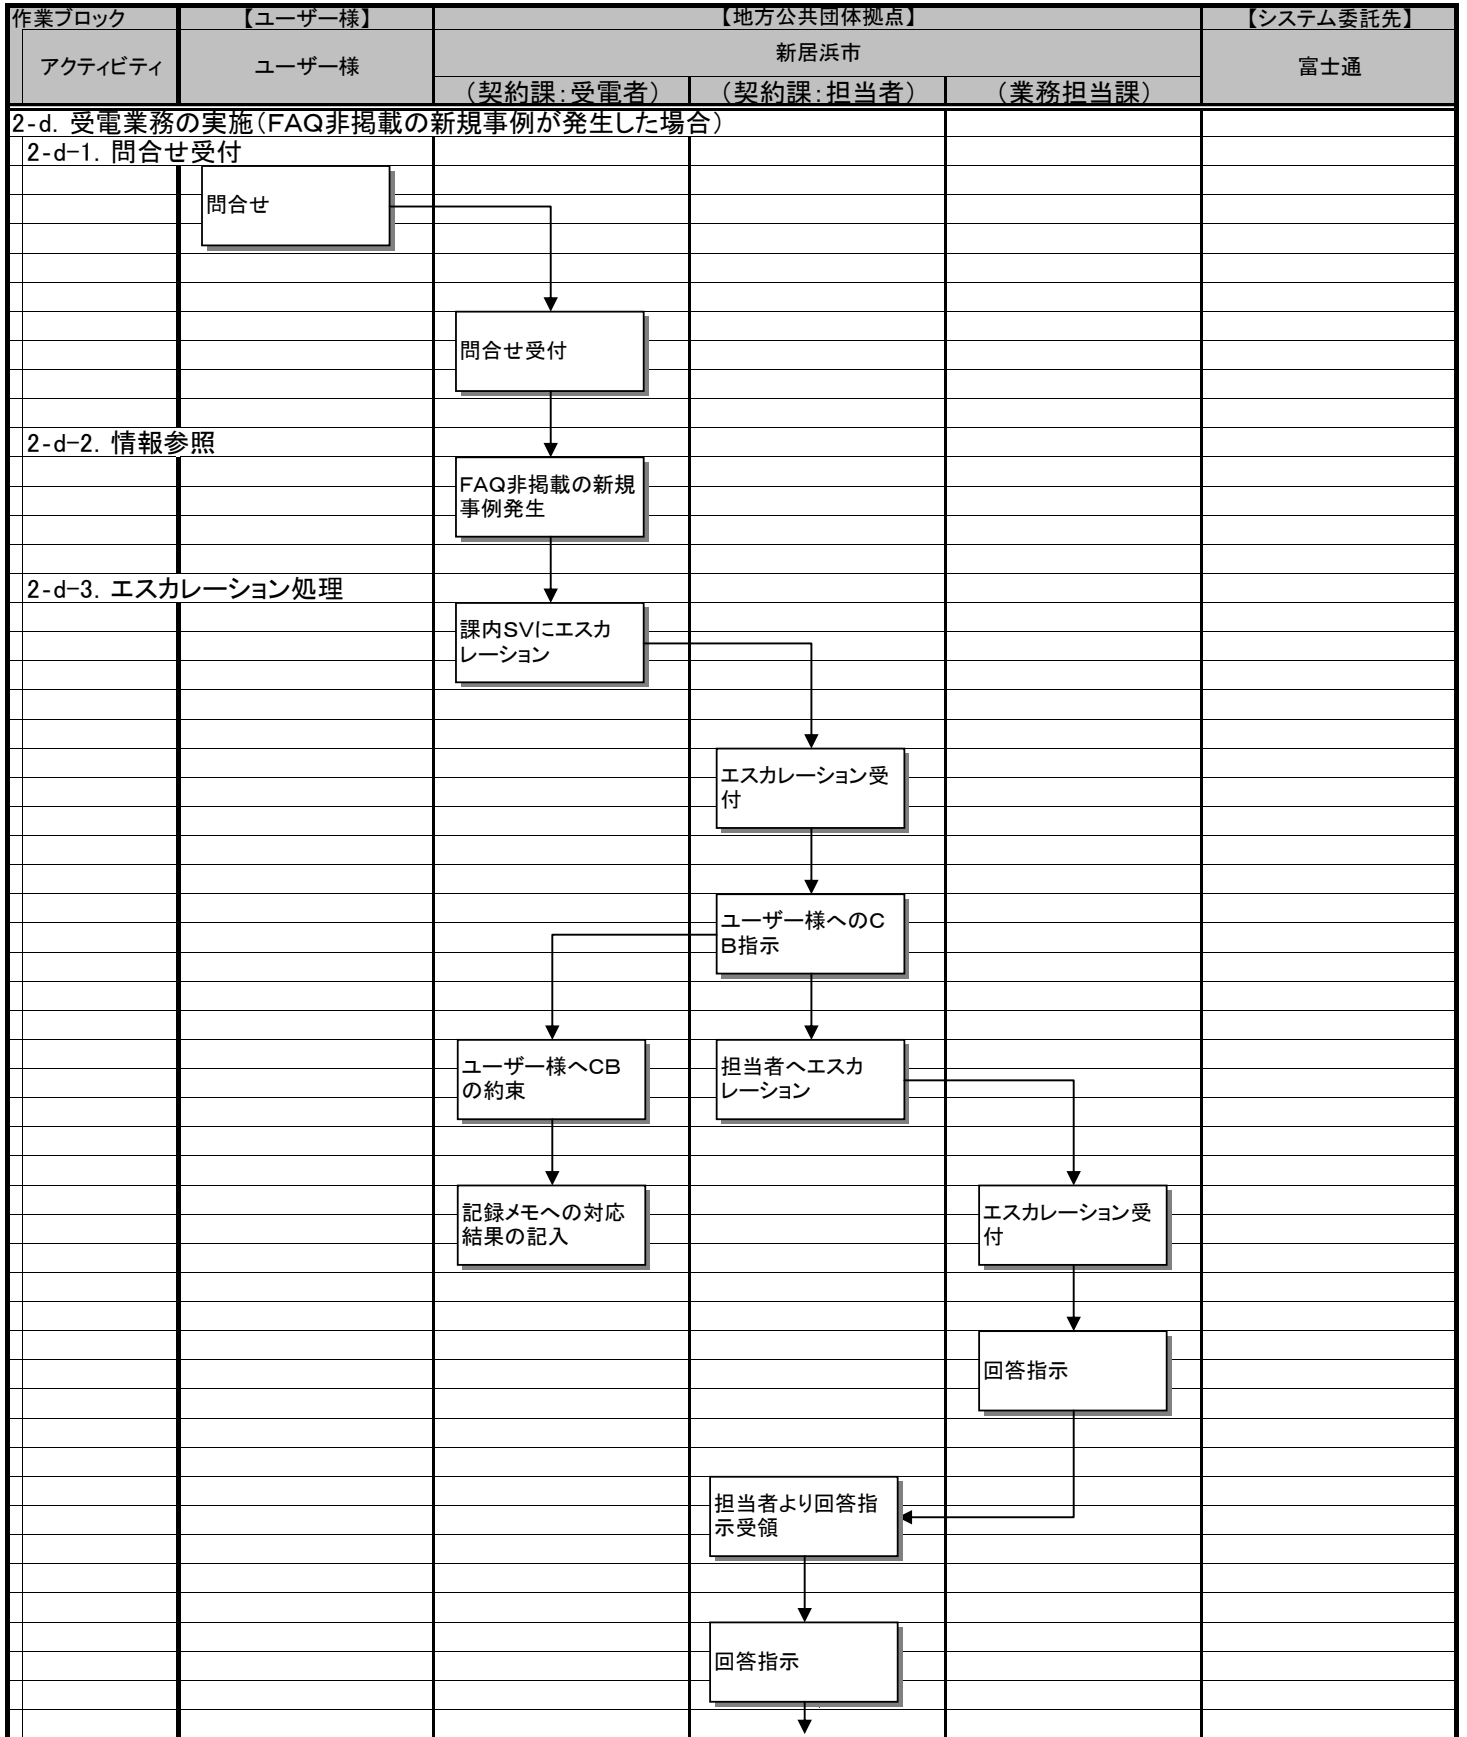 作業ブロック
【ユーザー様】
【地方公共団体拠点】
【システム委託先】
アクティビティ
ユーザー様
新居浜市
富士通
（契約課：受電者）
（契約課：担当者）
（業務担当課）
2-d．受電業務の実施（FAQ非掲載の新規事例が発生した場合）
2-d-1．問合せ受付
問合せ
問合せ受付
2-d-2．情報参照
FAQ非掲載の新規
事例発生
2-d-3．エスカレーション処理
課内SVにエスカ
レーション
エスカレーション受
付
ユーザー様へのC
B指示
ユーザー様へCB
の約束
担当者へエスカ
レーション
記録メモへの対応
結果の記入
エスカレーション受
付
回答指示
担当者より回答指
示受領
回答指示